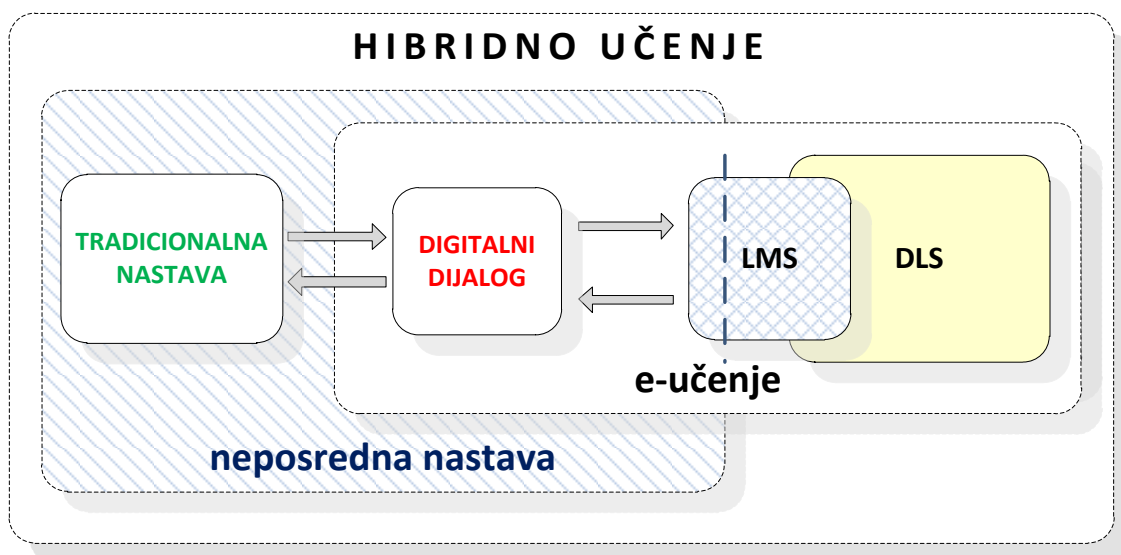 HIBRIDNO UČENJE
TRADICIONALNA
NASTAVA
DIGITALNI
DIJALOG
LMS
DLS
e-učenje
neposredna nastava